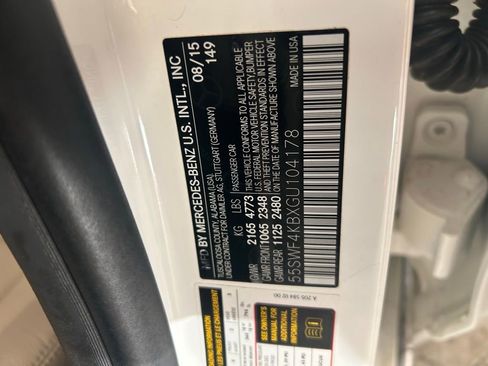 MFD BY MERCEDES-BENZ U.S. INTL., INC
TUSCALOOSA COUNTY, ALABAMA (USA)
UNDER CONTRACT FOR DAIMLER AG, STUTTGART (GERMANY)
08/15
149
KG LBS
PASSENGER CAR
GVWR 2165 4773
GAWR FRONT 1065 2348
GAWR REAR 1125 2480
THIS VEHICLE CONFORMS TO ALL APPLICABLE
U.S. FEDERAL MOTOR VEHICLE SAFETY, BUMPER
AND THEFT PREVENTION STANDARDS IN EFFECT
ON THE DATE OF MANUFACTURE SHOWN ABOVE
55SWF4KBXGU104178
A 205 584 02 00
LOADING INFORMATION
SEE OWNER'S
MANUAL FOR
ADDITIONAL
INFORMATION